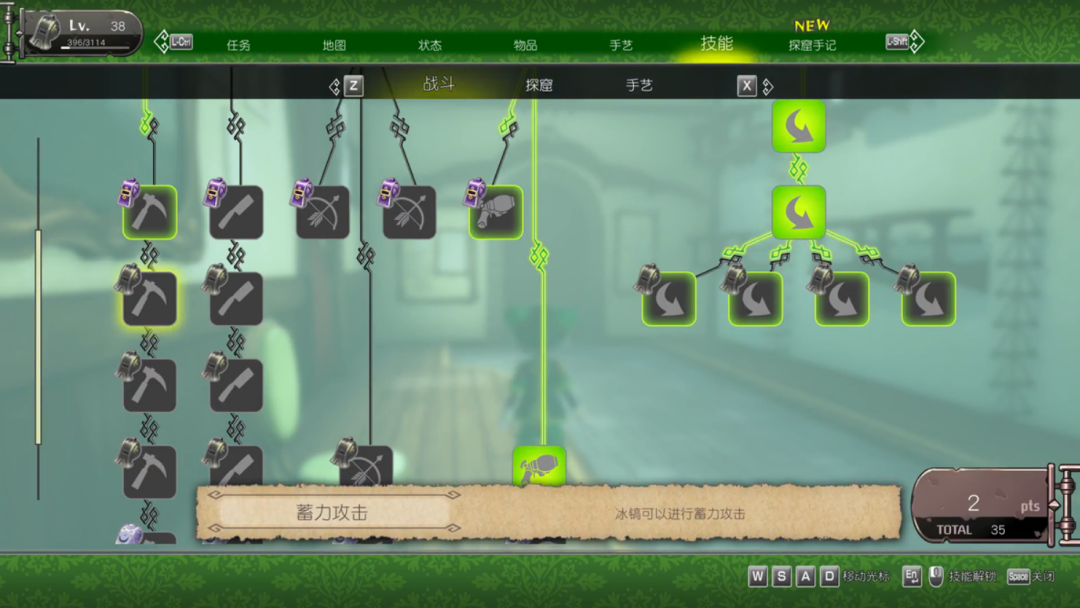 Lv. 38
396/3114
L-Ctrl 任务 地图 状态 物品 手艺 技能 NEW 探窟手记 L-Shift
Z 战斗 探窟 手艺 X
蓄力攻击
冰镐可以进行蓄力攻击
2 pts
TOTAL 35
W S A D 移动光标 En 技能解锁 Space 关闭